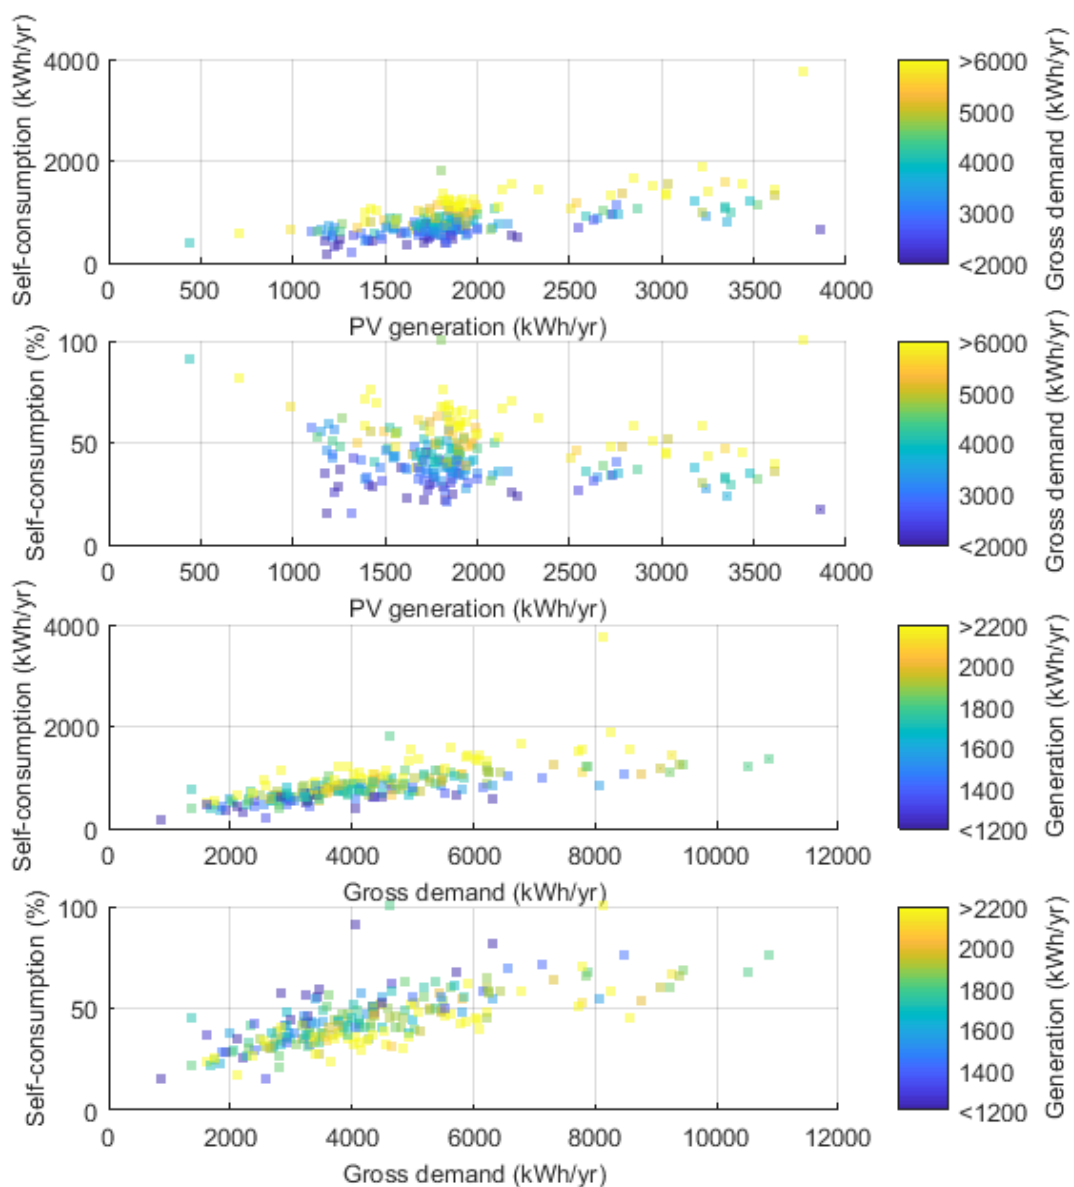 Self-consumption (kWh/yr)
4000
2000
0
0 500 1000 1500 2000 2500 3000 3500 4000
PV generation (kWh/yr)
>6000
5000
4000
3000
<2000
Gross demand (kWh/yr)
Self-consumption (%)
100
50
0
0 500 1000 1500 2000 2500 3000 3500 4000
PV generation (kWh/yr)
>6000
5000
4000
3000
<2000
Gross demand (kWh/yr)
Self-consumption (kWh/yr)
4000
2000
0
0 2000 4000 6000 8000 10000 12000
Gross demand (kWh/yr)
>2200
2000
1800
1600
1400
<1200
Generation (kWh/yr)
Self-consumption (%)
100
50
0
0 2000 4000 6000 8000 10000 12000
Gross demand (kWh/yr)
>2200
2000
1800
1600
1400
<1200
Generation (kWh/yr)